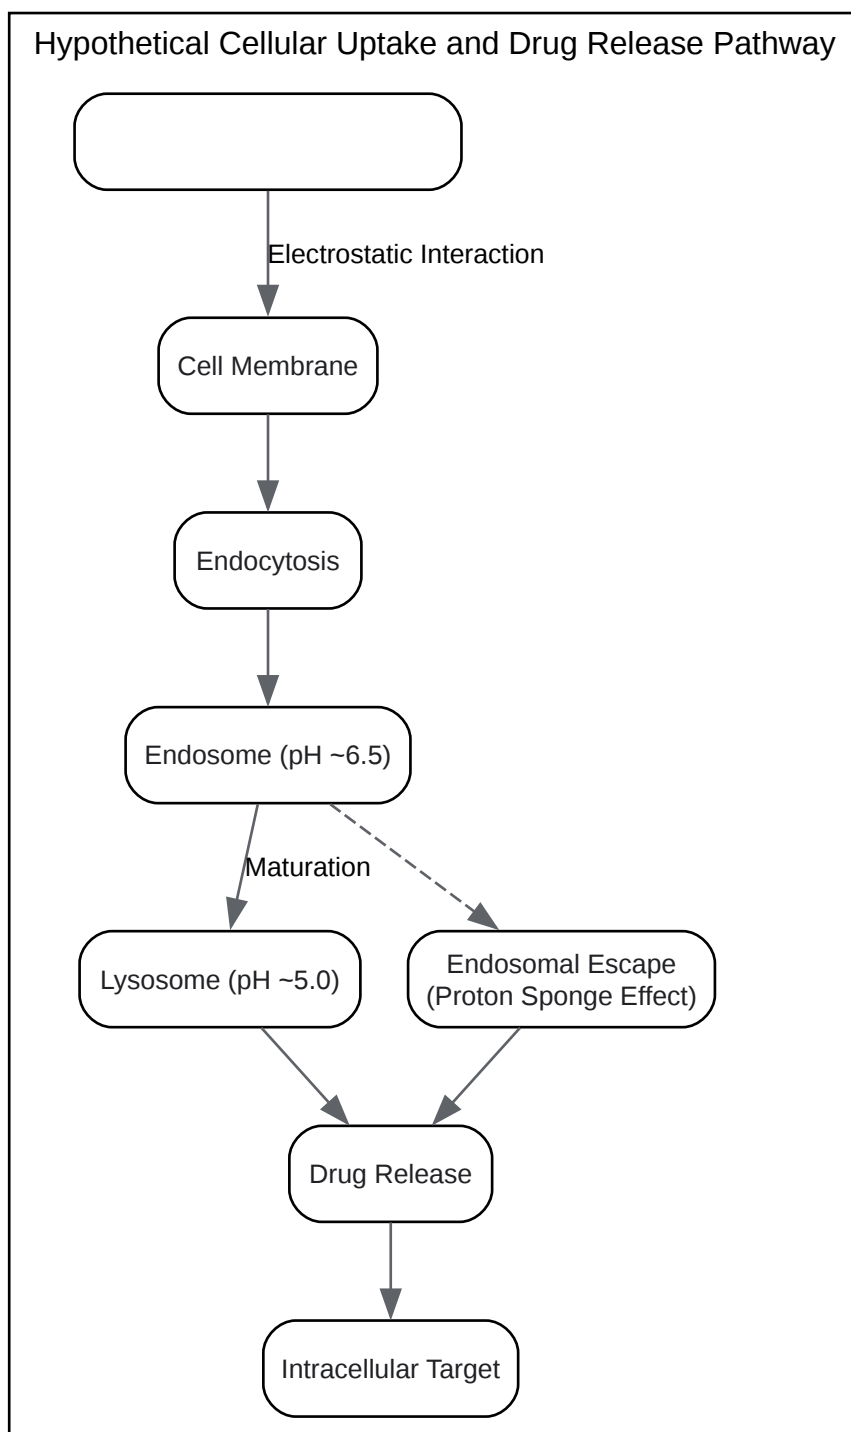 Hypothetical Cellular Uptake and Drug Release Pathway
Electrostatic Interaction
Cell Membrane
Endocytosis
Endosome (pH ~6.5)
Maturation
Lysosome (pH ~5.0)
Endosomal Escape
(Proton Sponge Effect)
Drug Release
Intracellular Target